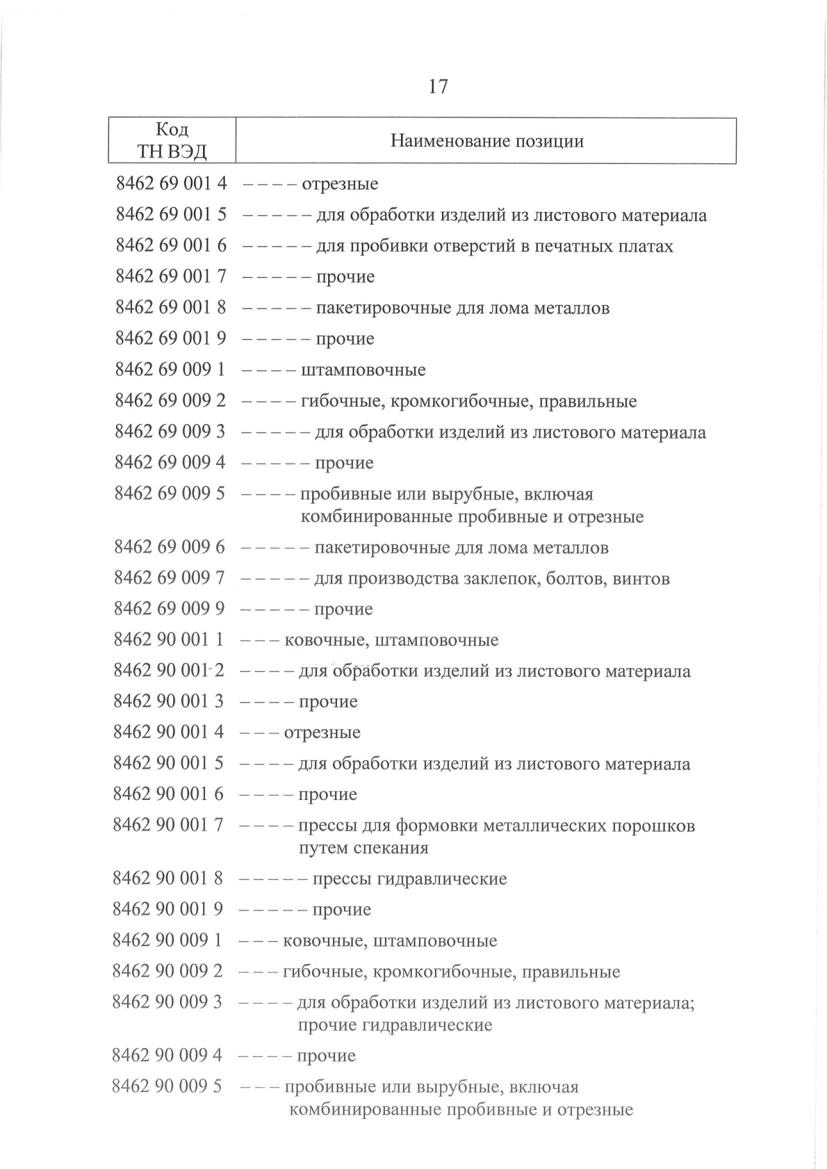 17
Код
ТН ВЭД
Наименование позиции
8462 69 001 4 – – – – отрезные
8462 69 001 5 – – – – – для обработки изделий из листового материала
8462 69 001 6 – – – – – для пробивки отверстий в печатных платах
8462 69 001 7 – – – – – прочие
8462 69 001 8 – – – – – пакетировочные для лома металлов
8462 69 001 9 – – – – – прочие
8462 69 009 1 – – – – штамповочные
8462 69 009 2 – – – – гибочные, кромкогибочные, правильные
8462 69 009 3 – – – – – для обработки изделий из листового материала
8462 69 009 4 – – – – – прочие
8462 69 009 5 – – – – пробивные или вырубные, включая
комбинированные пробивные и отрезные
8462 69 009 6 – – – – – пакетировочные для лома металлов
8462 69 009 7 – – – – – для производства заклепок, болтов, винтов
8462 69 009 9 – – – – – прочие
8462 90 001 1 – – – ковочные, штамповочные
8462 90 001 2 – – – – для обработки изделий из листового материала
8462 90 001 3 – – – – прочие
8462 90 001 4 – – – отрезные
8462 90 001 5 – – – – для обработки изделий из листового материала
8462 90 001 6 – – – – прочие
8462 90 001 7 – – – – прессы для формовки металлических порошков
путем спекания
8462 90 001 8 – – – – – прессы гидравлические
8462 90 001 9 – – – – – прочие
8462 90 009 1 – – – ковочные, штамповочные
8462 90 009 2 – – – гибочные, кромкогибочные, правильные
8462 90 009 3 – – – – для обработки изделий из листового материала;
прочие гидравлические
8462 90 009 4 – – – – прочие
8462 90 009 5 – – – пробивные или вырубные, включая
комбинированные пробивные и отрезные